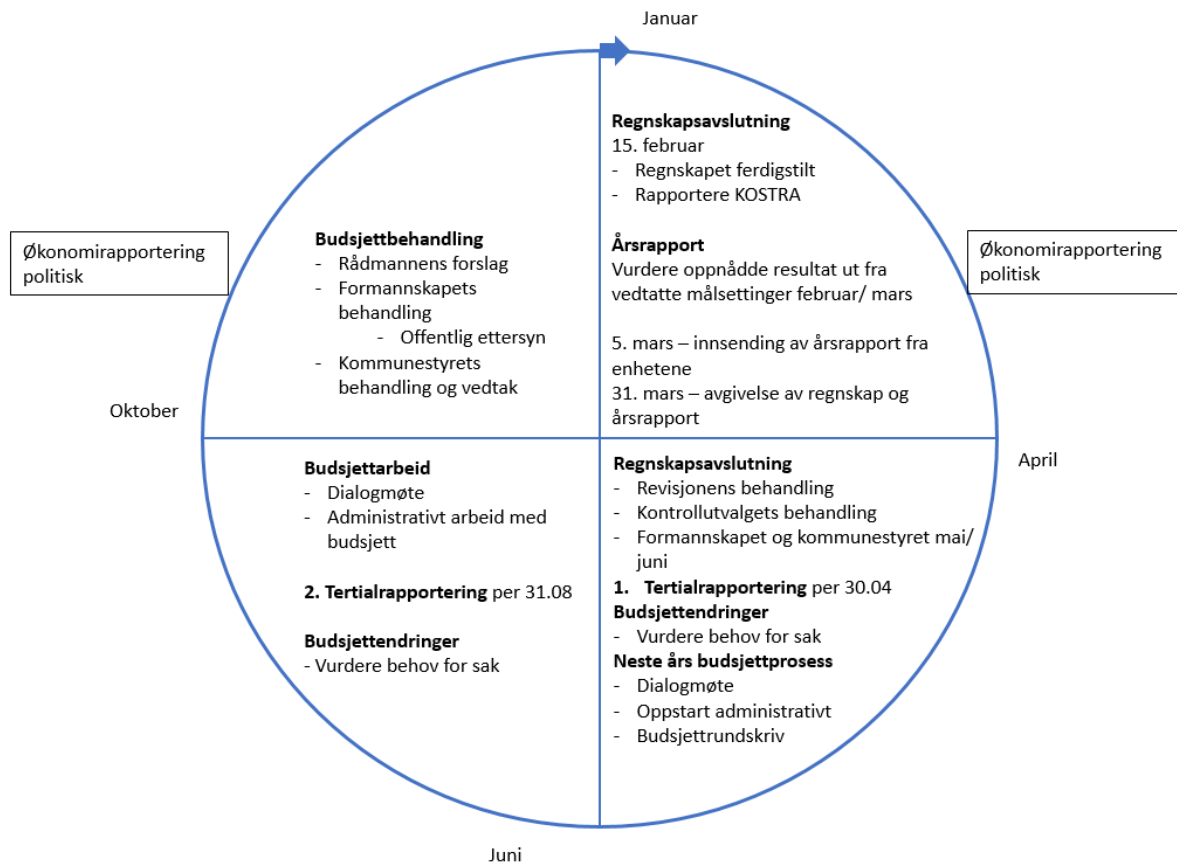 Januar
Regnskapsavslutning
15. februar
- Regnskapet ferdigstilt
- Rapportere KOSTRA
Årsrapport
Vurdere oppnådde resultat ut fra
vedtatte målsettinger februar/ mars
5. mars – innsending av årsrapport fra
enhetene
31. mars – avgivelse av regnskap og
årsrapport
Økonomirapportering
politisk
April
Regnskapsavslutning
- Revisjonens behandling
- Kontrollutvalgets behandling
- Formannskapet og kommunestyret mai/
juni
1. Tertialrapportering per 30.04
Budsjettendringer
- Vurdere behov for sak
Neste års budsjettprosess
- Dialogmøte
- Oppstart administrativt
- Budsjettrundskriv
Juni
Budsjettarbeid
- Dialogmøte
- Administrativt arbeid med
budsjett
2. Tertialrapportering per 31.08
Budsjettendringer
- Vurdere behov for sak
Oktober
Økonomirapportering
politisk
Budsjettbehandling
- Rådmannens forslag
- Formannskapets
behandling
- Offentlig ettersyn
- Kommunestyrets
behandling og vedtak